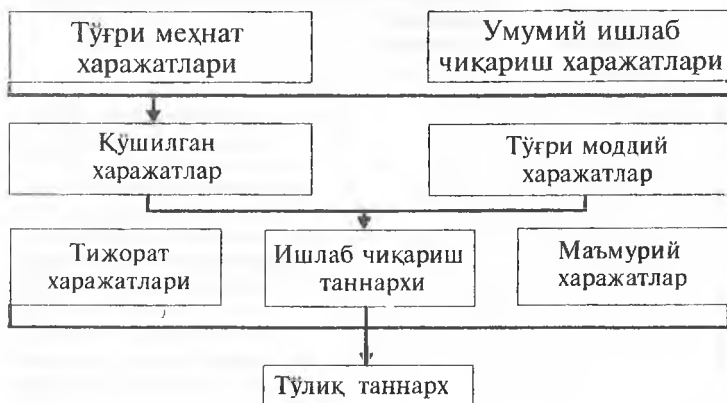 Тўғри меҳнат
харажатлари
Умумий ишлаб
чиқариш харажатлари
Қўшилган
харажатлар
Тўғри моддий
харажатлар
Тижорат
харажатлари
Ишлаб чиқариш
таннархи
Маъмурий
харажатлар
Тўлиқ таннарх